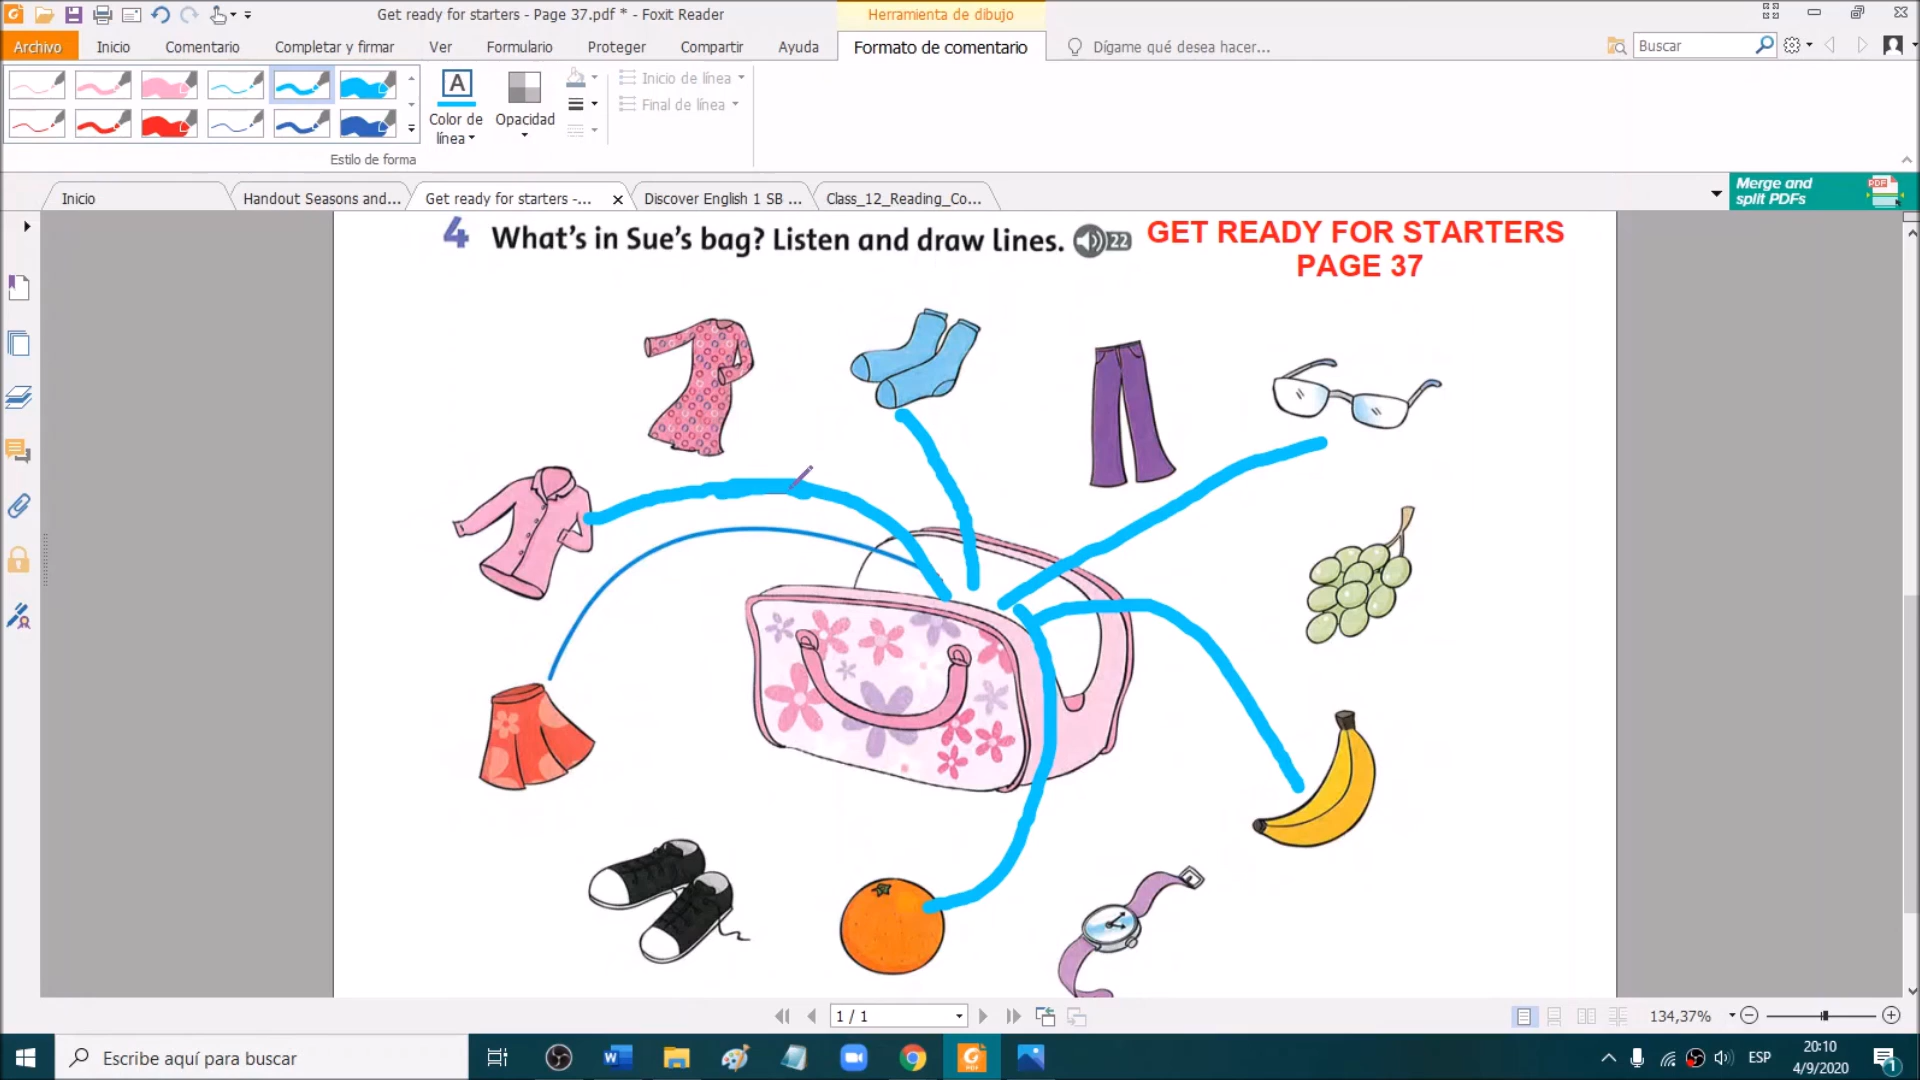 Get ready for starters - Page 37.pdf * - Foxit Reader
Herramienta de dibujo
Archivo
Inicio
Comentario
Completar y firmar
Ver
Formulario
Proteger
Compartir
Ayuda
Formato de comentario
Dígame qué desea hacer...
Buscar
A
Color de
línea
Opacidad
Inicio de línea
Final de línea
Estilo de forma
Inicio
Handout Seasons and...
Get ready for starters -...
Discover English 1 SB ...
Class_12_Reading_Co...
Merge and
split PDFs
PDF
4 What's in Sue's bag? Listen and draw lines. 22
GET READY FOR STARTERS
PAGE 37
1 / 1
134,37%
Escribe aquí para buscar
ESP
20:10
4/9/2020
1